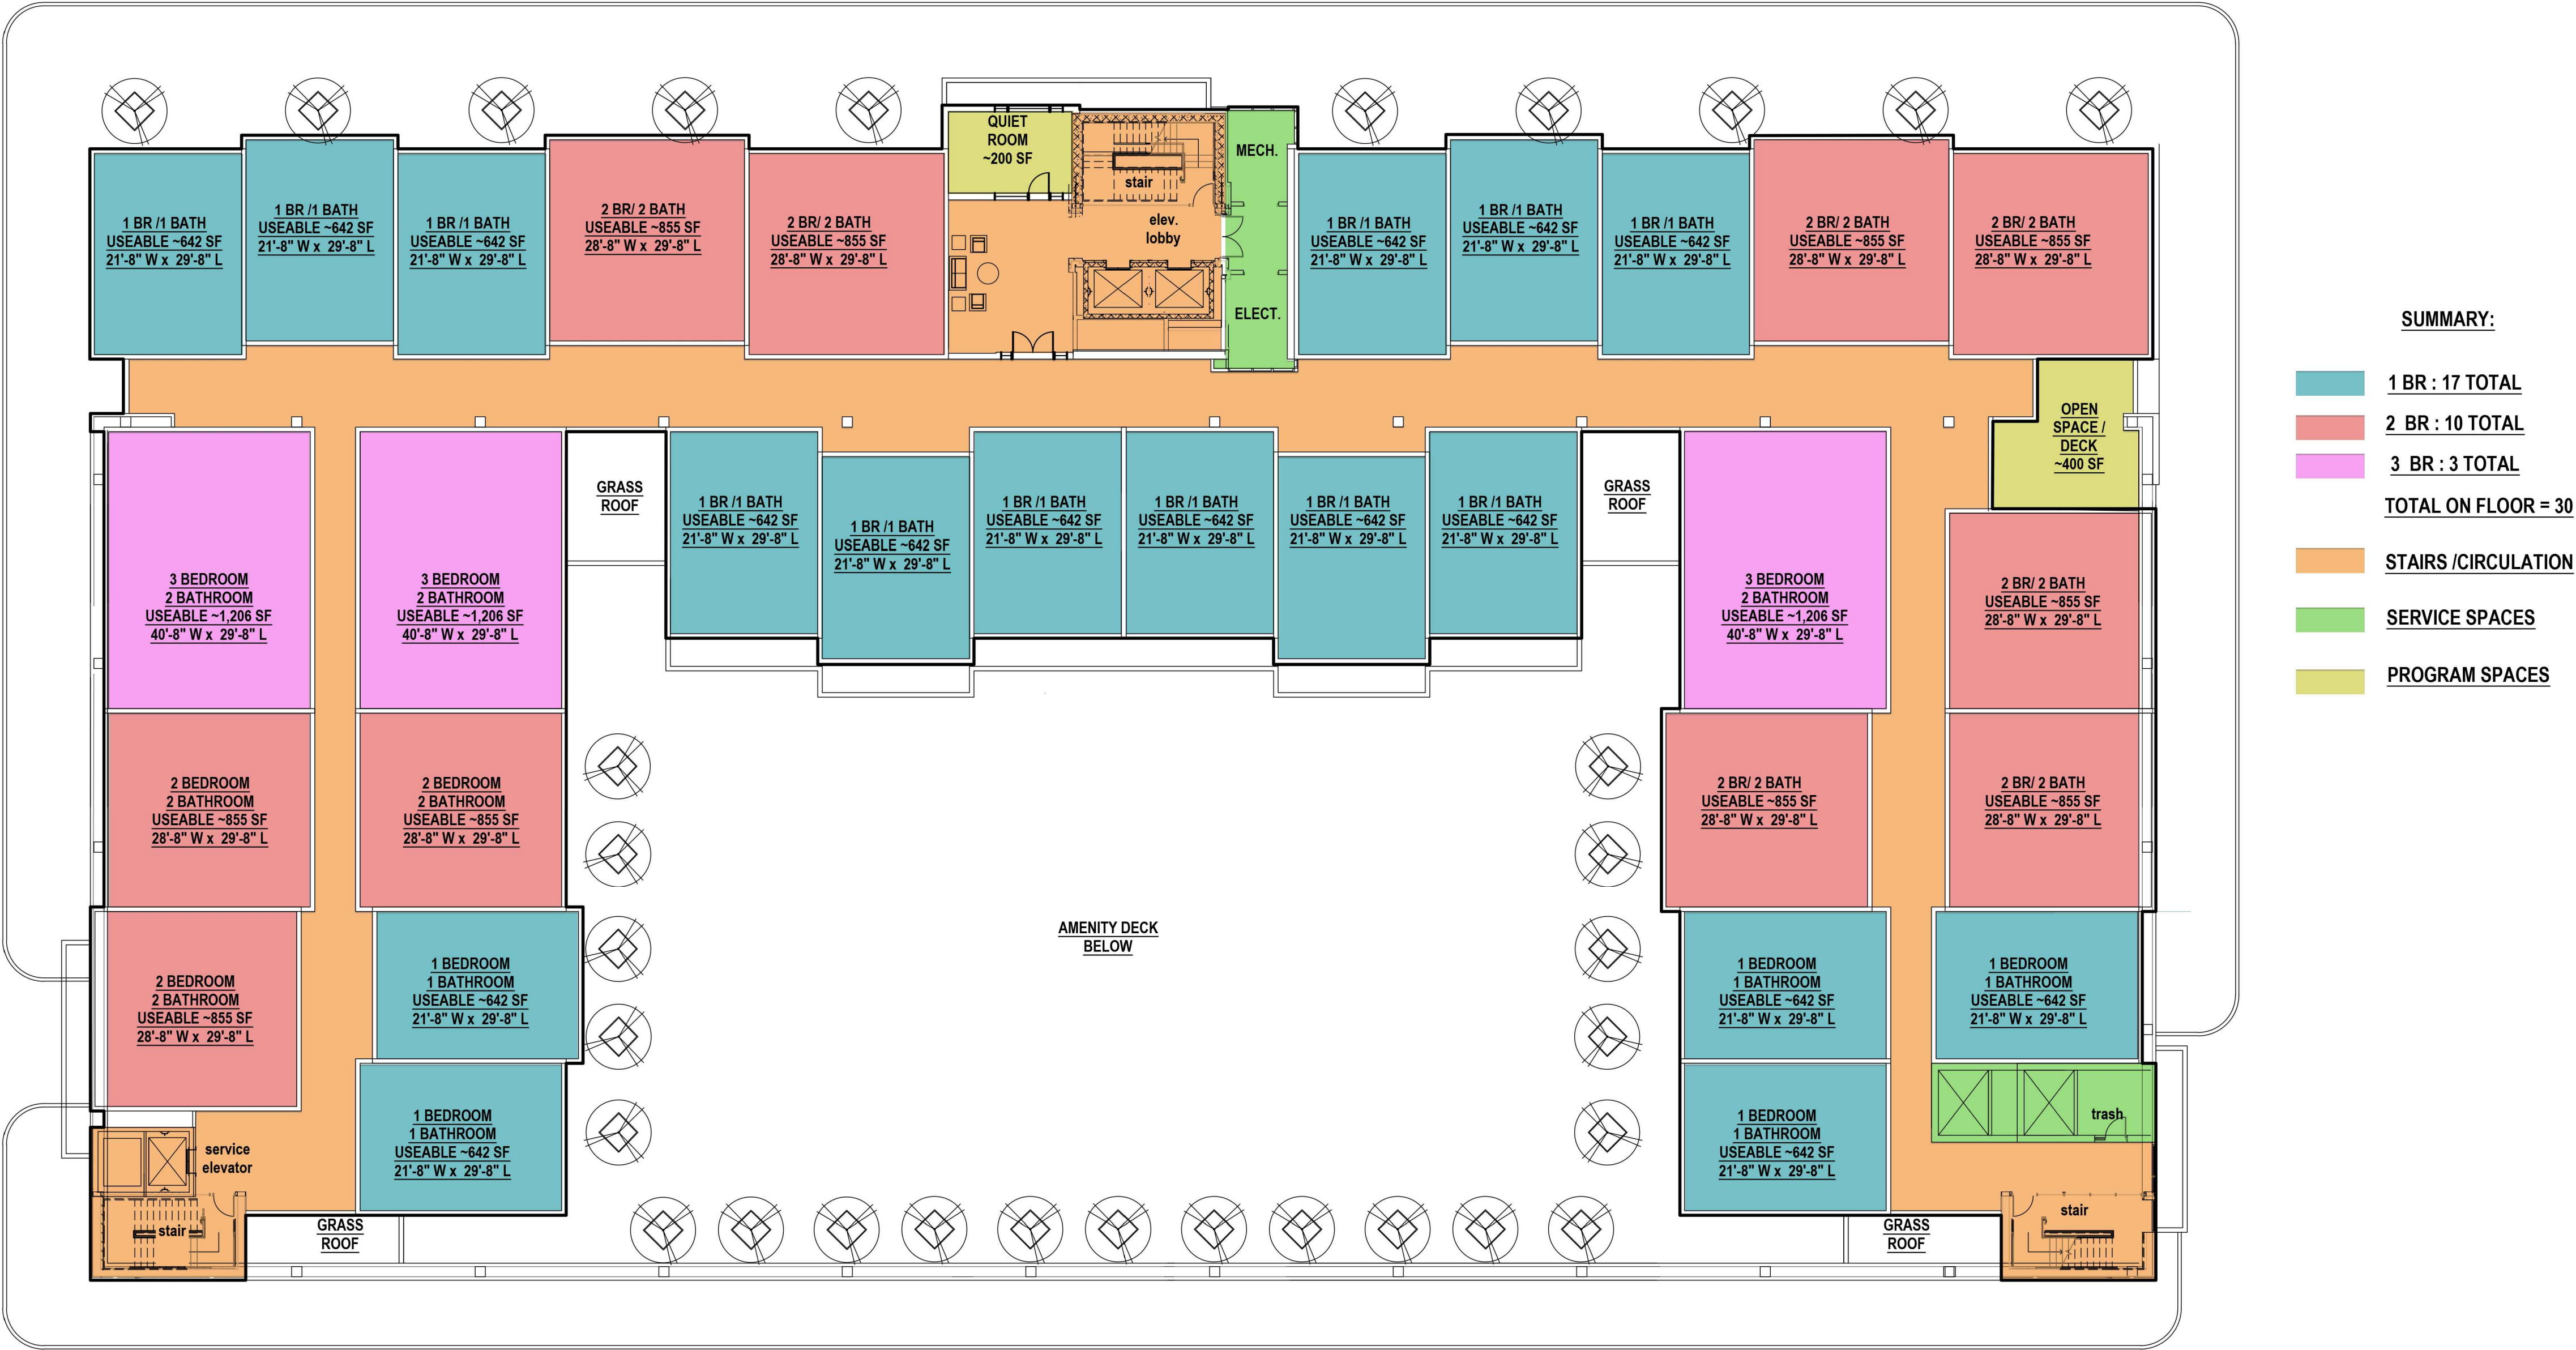 QUIET
ROOM
~200 SF
MECH.
stair
elev.
lobby
ELECT.
1 BR /1 BATH
USEABLE ~642 SF
21'-8" W x 29'-8" L
1 BR /1 BATH
USEABLE ~642 SF
21'-8" W x 29'-8" L
1 BR /1 BATH
USEABLE ~642 SF
21'-8" W x 29'-8" L
2 BR/ 2 BATH
USEABLE ~855 SF
28'-8" W x 29'-8" L
2 BR/ 2 BATH
USEABLE ~855 SF
28'-8" W x 29'-8" L
1 BR /1 BATH
USEABLE ~642 SF
21'-8" W x 29'-8" L
1 BR /1 BATH
USEABLE ~642 SF
21'-8" W x 29'-8" L
1 BR /1 BATH
USEABLE ~642 SF
21'-8" W x 29'-8" L
2 BR/ 2 BATH
USEABLE ~855 SF
28'-8" W x 29'-8" L
2 BR/ 2 BATH
USEABLE ~855 SF
28'-8" W x 29'-8" L
OPEN
SPACE /
DECK
~400 SF
3 BEDROOM
2 BATHROOM
USEABLE ~1,206 SF
40'-8" W x 29'-8" L
3 BEDROOM
2 BATHROOM
USEABLE ~1,206 SF
40'-8" W x 29'-8" L
GRASS
ROOF
1 BR /1 BATH
USEABLE ~642 SF
21'-8" W x 29'-8" L
1 BR /1 BATH
USEABLE ~642 SF
21'-8" W x 29'-8" L
1 BR /1 BATH
USEABLE ~642 SF
21'-8" W x 29'-8" L
1 BR /1 BATH
USEABLE ~642 SF
21'-8" W x 29'-8" L
1 BR /1 BATH
USEABLE ~642 SF
21'-8" W x 29'-8" L
1 BR /1 BATH
USEABLE ~642 SF
21'-8" W x 29'-8" L
GRASS
ROOF
3 BEDROOM
2 BATHROOM
USEABLE ~1,206 SF
40'-8" W x 29'-8" L
2 BR/ 2 BATH
USEABLE ~855 SF
28'-8" W x 29'-8" L
2 BEDROOM
2 BATHROOM
USEABLE ~855 SF
28'-8" W x 29'-8" L
2 BEDROOM
2 BATHROOM
USEABLE ~855 SF
28'-8" W x 29'-8" L
2 BR/ 2 BATH
USEABLE ~855 SF
28'-8" W x 29'-8" L
2 BR/ 2 BATH
USEABLE ~855 SF
28'-8" W x 29'-8" L
AMENITY DECK
BELOW
2 BEDROOM
2 BATHROOM
USEABLE ~855 SF
28'-8" W x 29'-8" L
1 BEDROOM
1 BATHROOM
USEABLE ~642 SF
21'-8" W x 29'-8" L
1 BEDROOM
1 BATHROOM
USEABLE ~642 SF
21'-8" W x 29'-8" L
1 BEDROOM
1 BATHROOM
USEABLE ~642 SF
21'-8" W x 29'-8" L
1 BEDROOM
1 BATHROOM
USEABLE ~642 SF
21'-8" W x 29'-8" L
1 BEDROOM
1 BATHROOM
USEABLE ~642 SF
21'-8" W x 29'-8" L
trash
service
elevator
stair
GRASS
ROOF
GRASS
ROOF
stair
SUMMARY:
1 BR : 17 TOTAL
2 BR : 10 TOTAL
3 BR : 3 TOTAL
TOTAL ON FLOOR = 30
STAIRS /CIRCULATION
SERVICE SPACES
PROGRAM SPACES